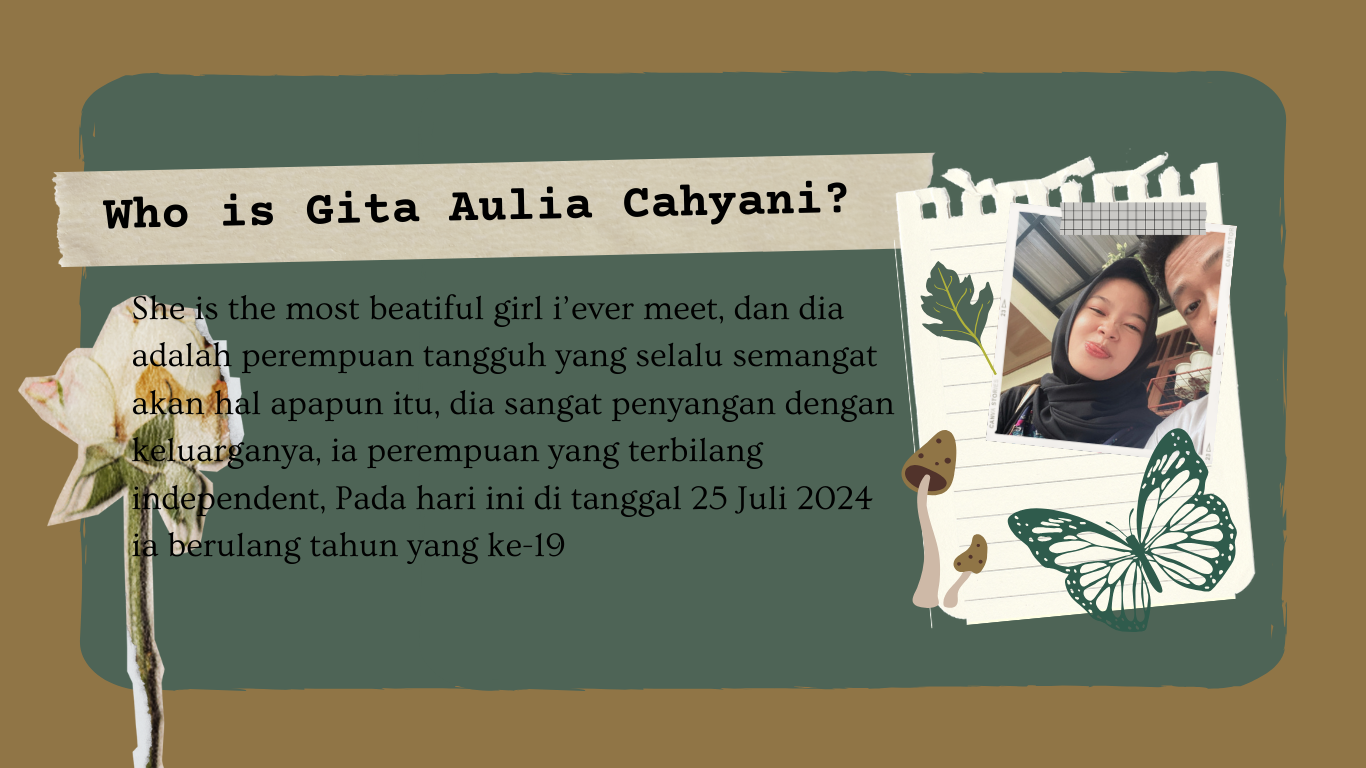 Who is Gita Aulia Cahyani?
She is the most beatiful girl i’ever meet, dan dia
adalah perempuan tangguh yang selalu semangat
akan hal apapun itu, dia sangat penyangan dengan
keluarganya, ia perempuan yang terbilang
independent, Pada hari ini di tanggal 25 Juli 2024
ia berulang tahun yang ke-19